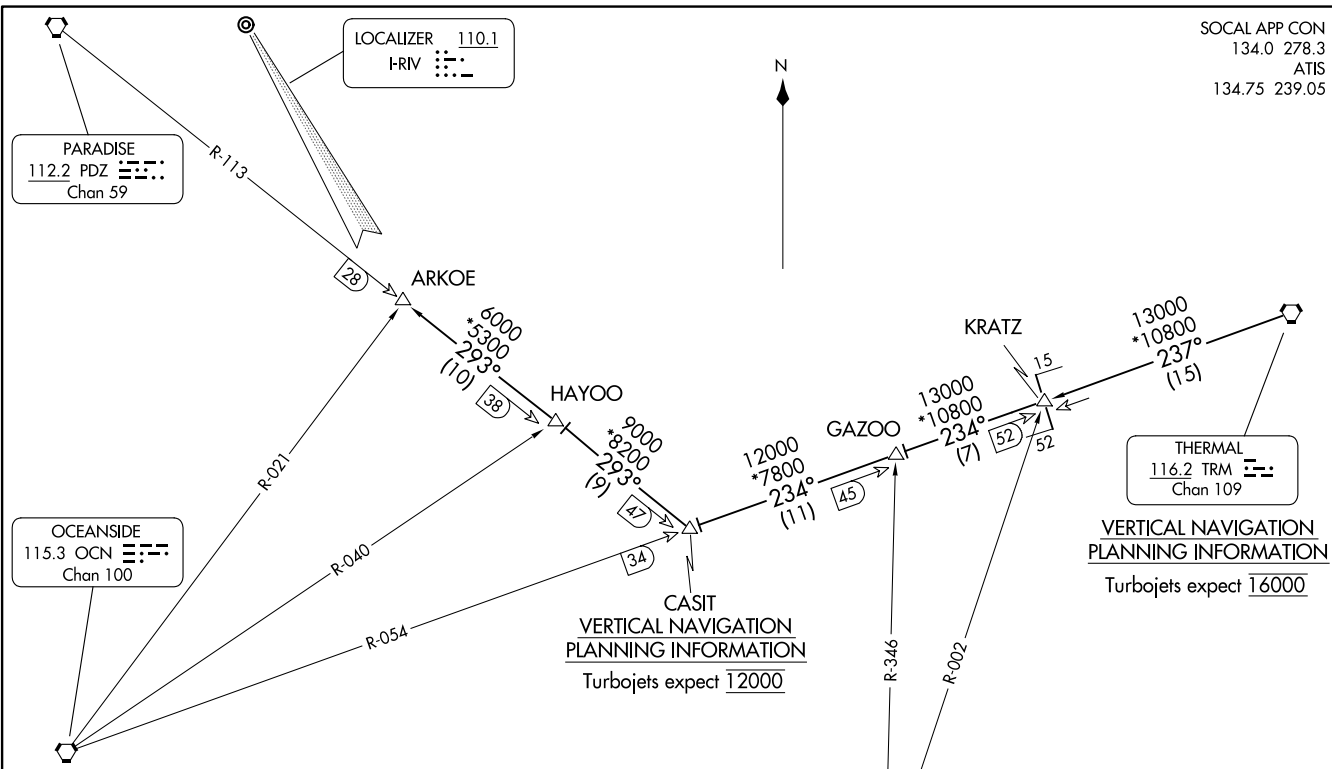 SOCAL APP CON
134.0 278.3
ATIS
134.75 239.05
LOCALIZER 110.1
I-RIV
N
PARADISE
112.2 PDZ
Chan 59
R-113
28
ARKOE
6000
*5300
293°
(10)
38
HAYOO
9000
*8200
293°
(9)
47
34
CASIT
VERTICAL NAVIGATION
PLANNING INFORMATION
Turbojets expect 12000
12000
*7800
234°
(11)
45
GAZOO
13000
*10800
234°
(7)
52
KRATZ
15
52
13000
*10800
237°
(15)
THERMAL
116.2 TRM
Chan 109
VERTICAL NAVIGATION
PLANNING INFORMATION
Turbojets expect 16000
OCEANSIDE
115.3 OCN
Chan 100
R-021
R-040
R-054
R-346
R-002